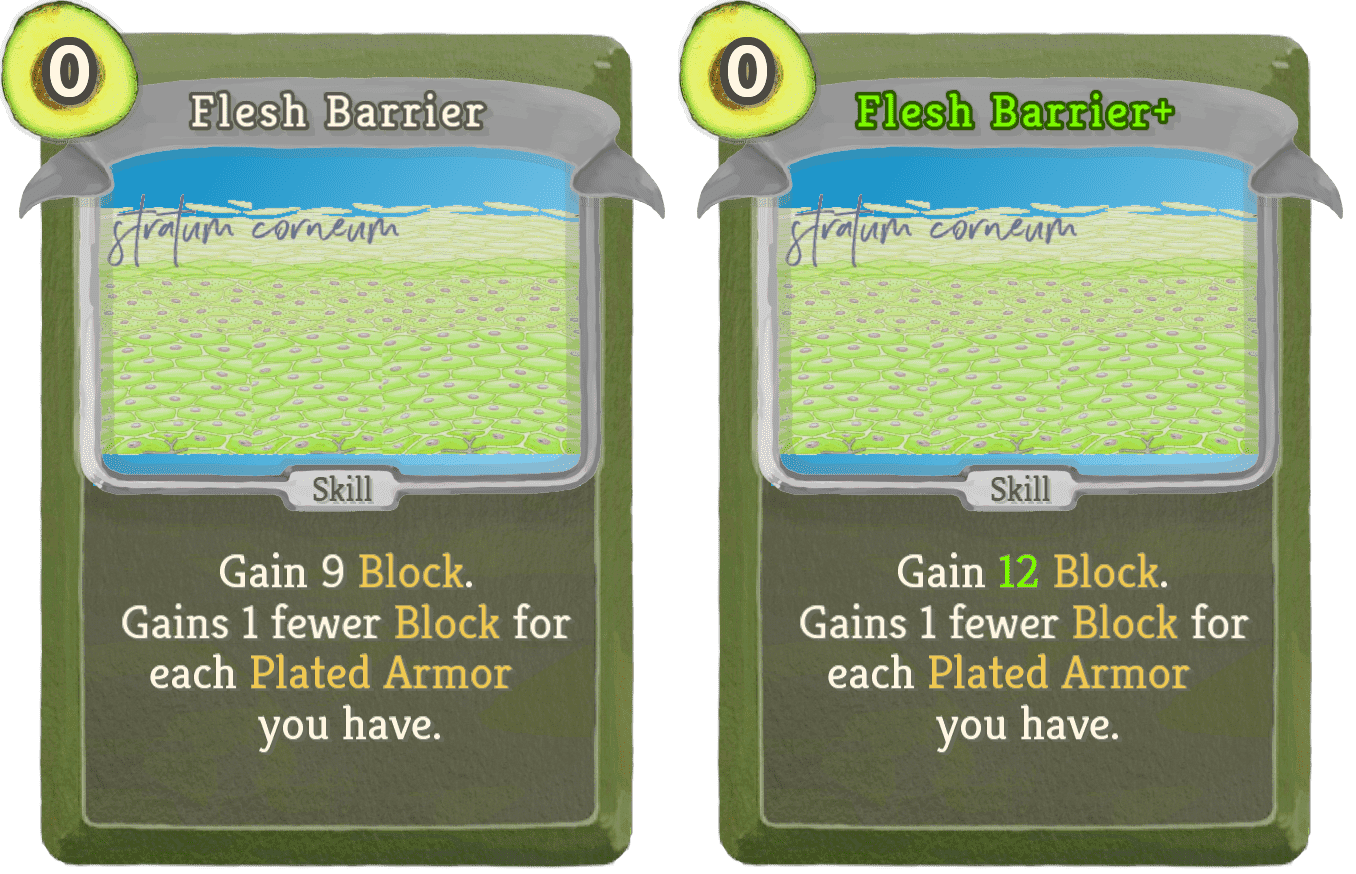 0
Flesh Barrier
stratum corneum
Skill
Gain 9 Block.
Gains 1 fewer Block for
each Plated Armor
you have.
0
Flesh Barrier+
stratum corneum
Skill
Gain 12 Block.
Gains 1 fewer Block for
each Plated Armor
you have.